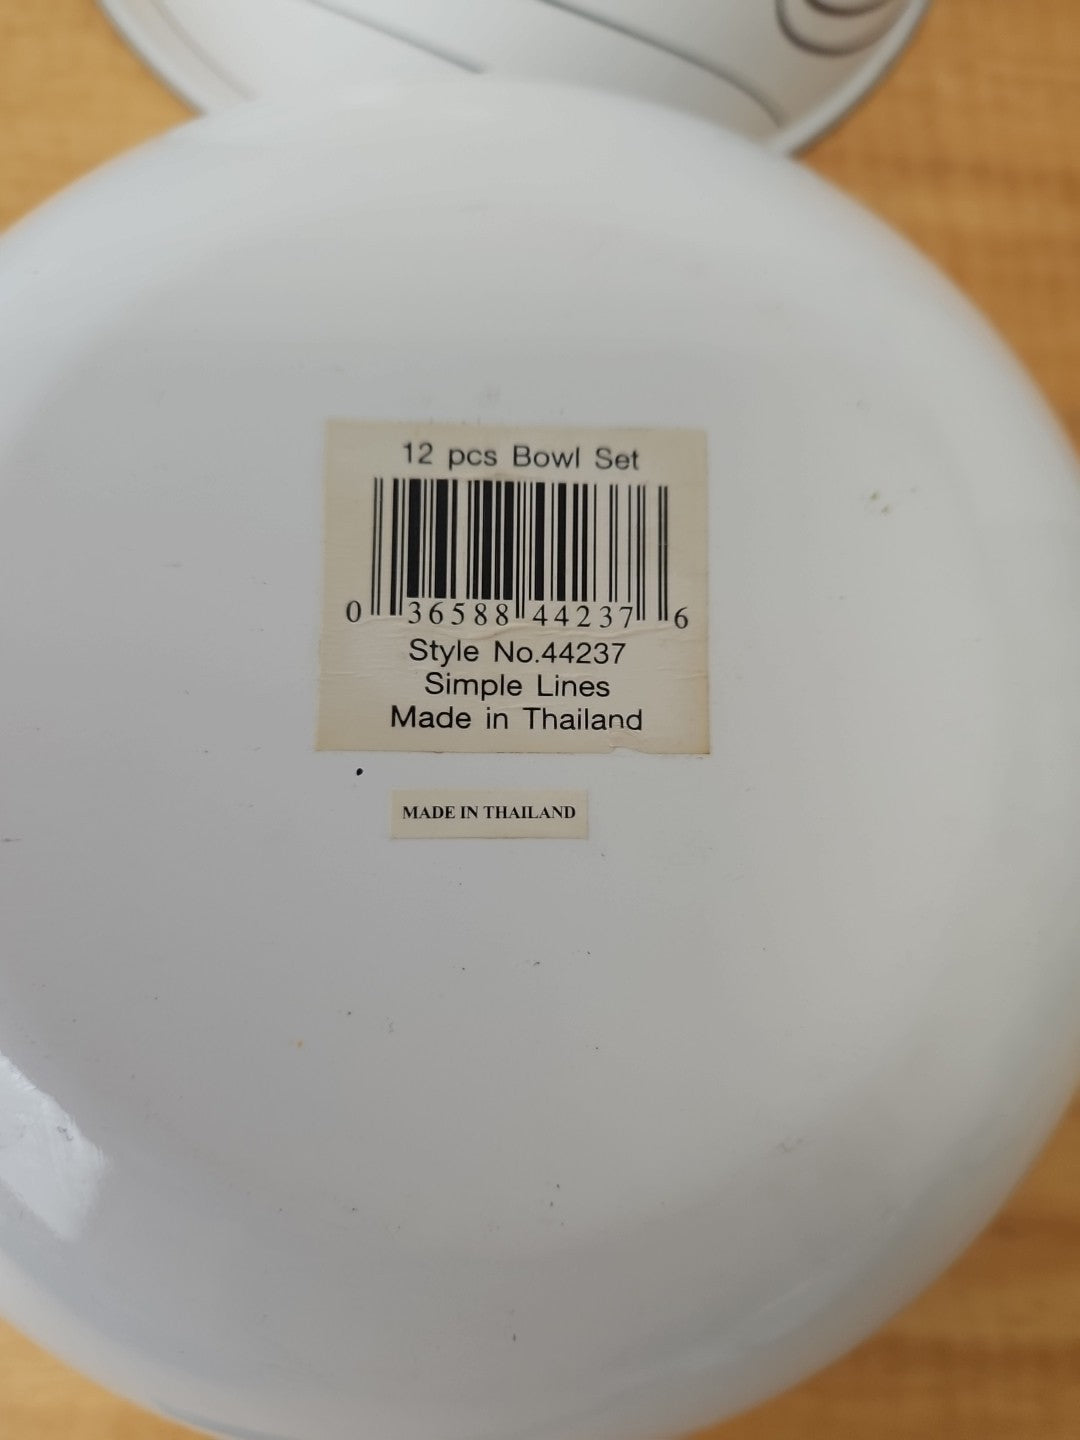 12 pcs Bowl Set
0 36588 44237 6
Style No.44237
Simple Lines
Made in Thailand
MADE IN THAILAND